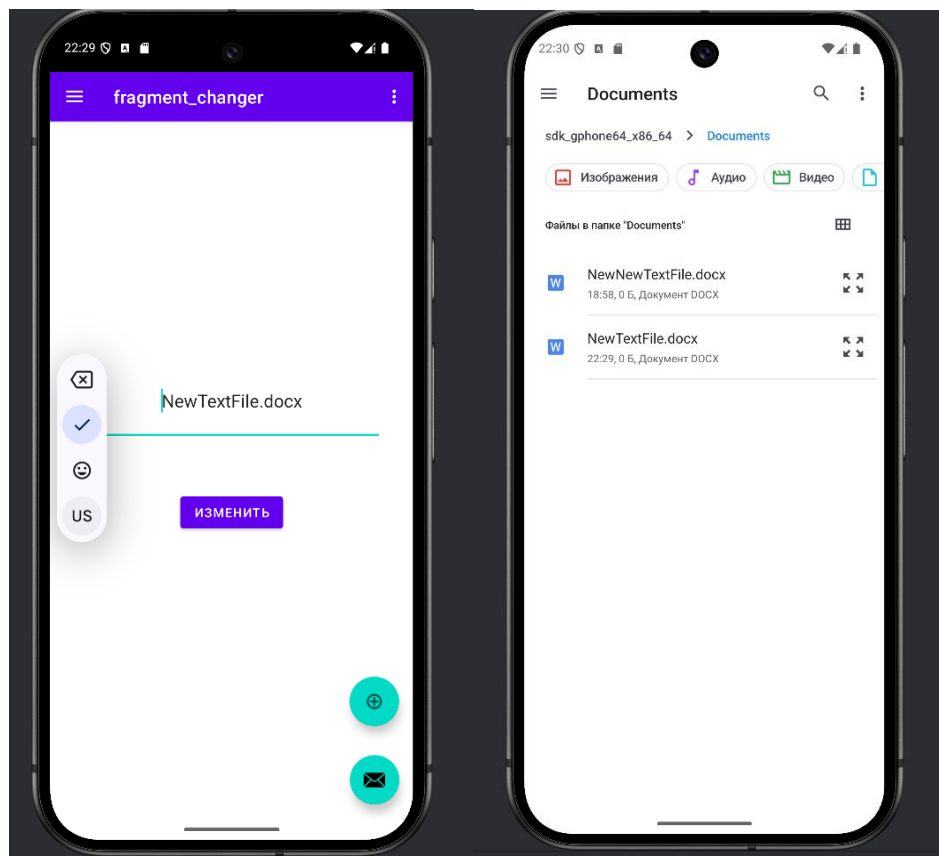 22:29
fragment_changer
NewTextFile.docx
US
ИЗМЕНИТЬ
22:30
Documents
sdk_gphone64_x86_64 > Documents
Изображения Аудио Видео
Файлы в папке "Documents"
W NewNewTextFile.docx
18:58, 0 Б, Документ DOCX
W NewTextFile.docx
22:29, 0 Б, Документ DOCX